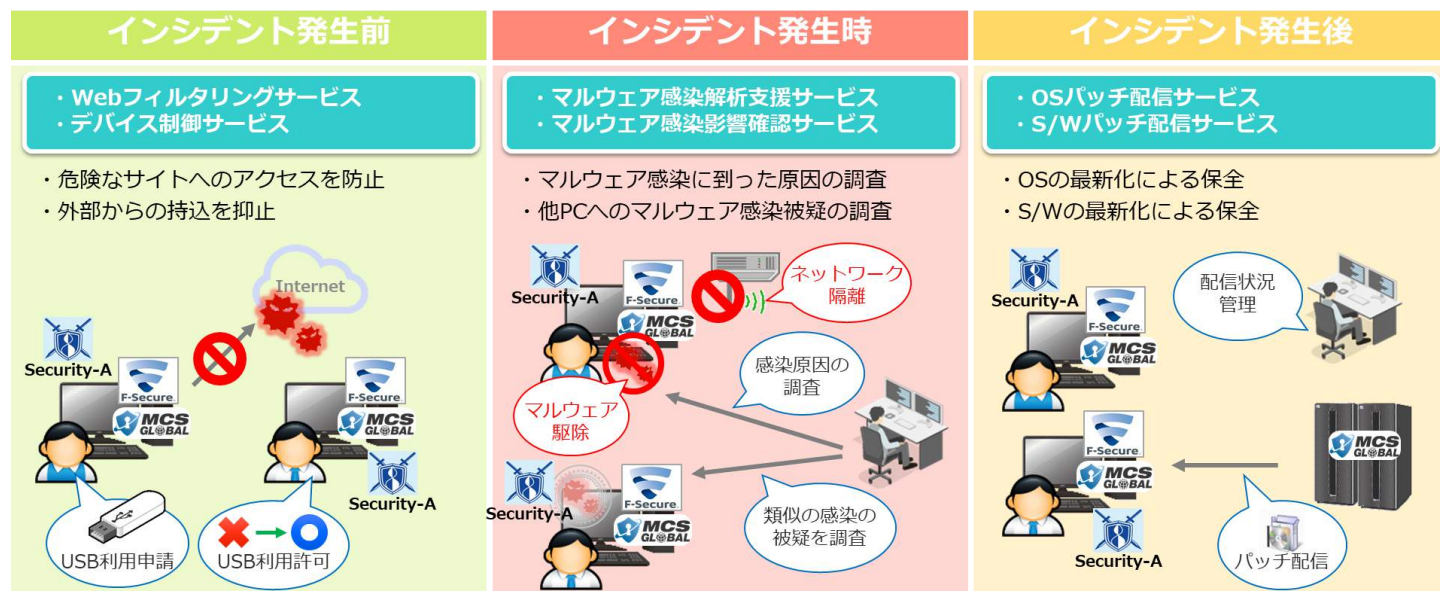 インシデント発生前
・Webフィルタリングサービス
・デバイス制御サービス
・危険なサイトへのアクセスを防止
・外部からの持込を抑止
Internet
Security-A
F-Secure.
MCS
GLOBAL
F-Secure.
MCS
GLOBAL
Security-A
USB利用申請
USB利用許可
インシデント発生時
・マルウェア感染解析支援サービス
・マルウェア感染影響確認サービス
・マルウェア感染に到った原因の調査
・他PCへのマルウェア感染被疑の調査
Security-A
F-Secure.
MCS
GLOBAL
ネットワーク
隔離
感染原因の
調査
マルウェア
駆除
Security-A
F-Secure.
MCS
GLOBAL
類似の感染の
被疑を調査
インシデント発生後
・OSパッチ配信サービス
・S/Wパッチ配信サービス
・OSの最新化による保全
・S/Wの最新化による保全
Security-A
F-Secure.
MCS
GLOBAL
配信状況
管理
F-Secure.
MCS
GLOBAL
Security-A
MCS
GLOBAL
パッチ配信